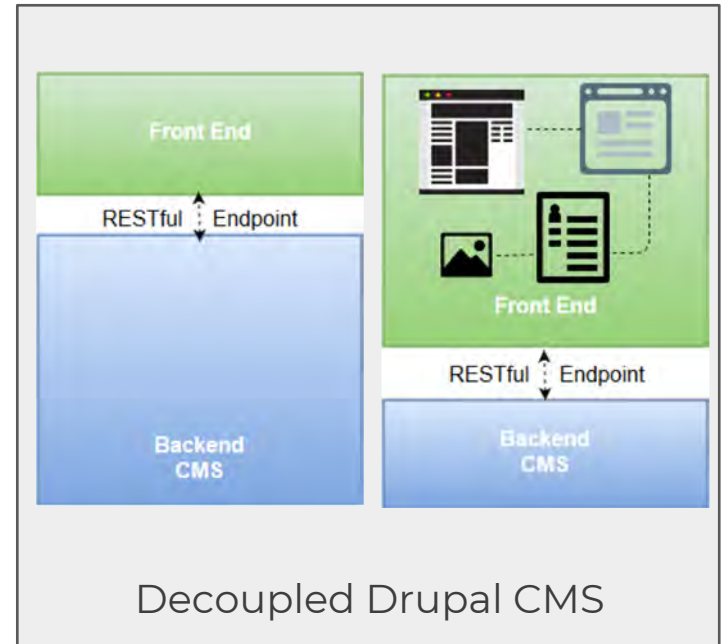 Front End
RESTful Endpoint
Backend
CMS
Front End
RESTful Endpoint
Backend
CMS
Decoupled Drupal CMS